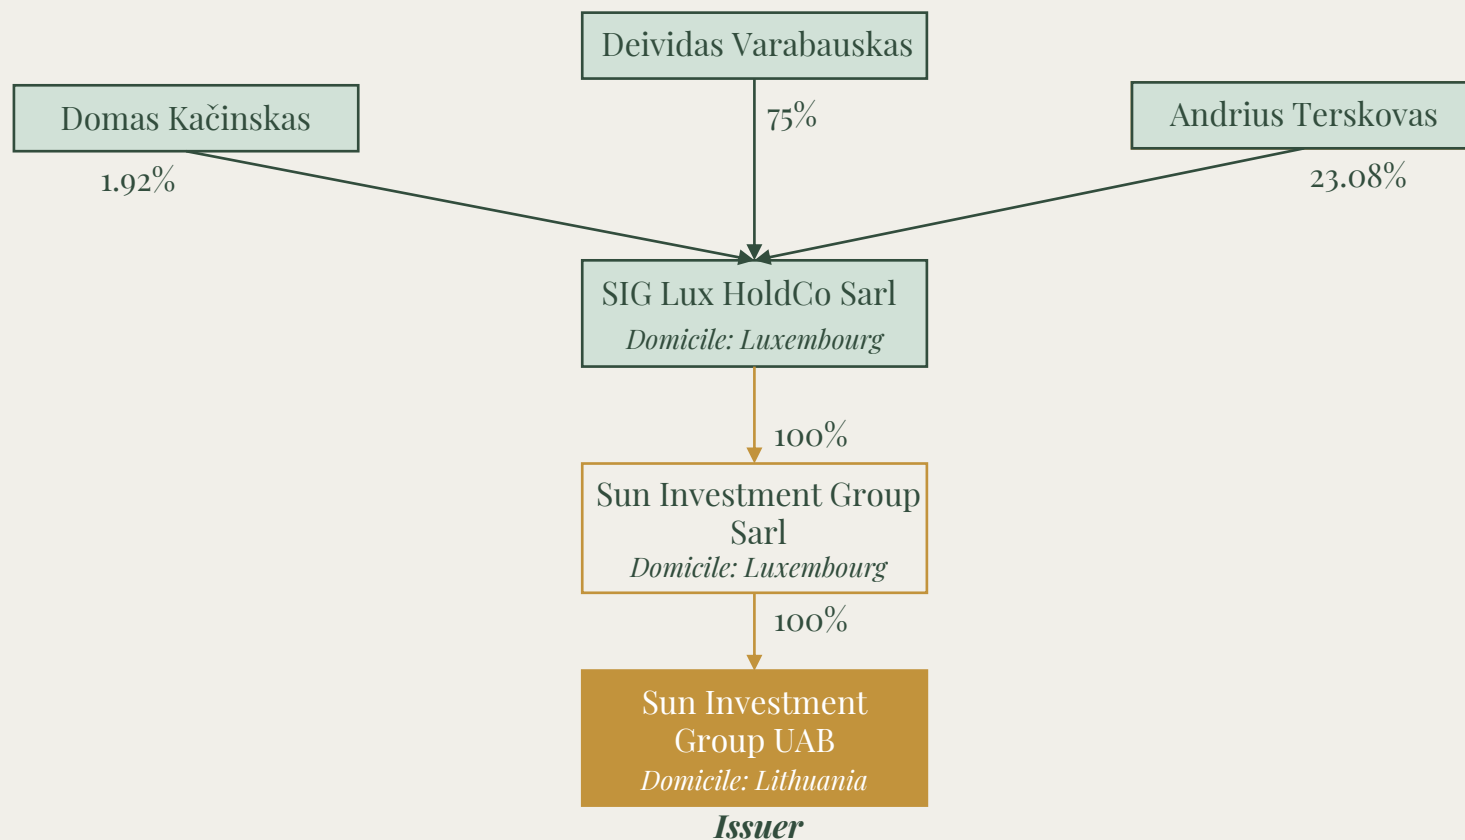 Deividas Varabauskas
Domas Kačinskas
Andrius Terskovas
75%
1.92%
23.08%
SIG Lux HoldCo Sarl
Domicile: Luxembourg
100%
Sun Investment Group
Sarl
Domicile: Luxembourg
100%
Sun Investment
Group UAB
Domicile: Lithuania
Issuer